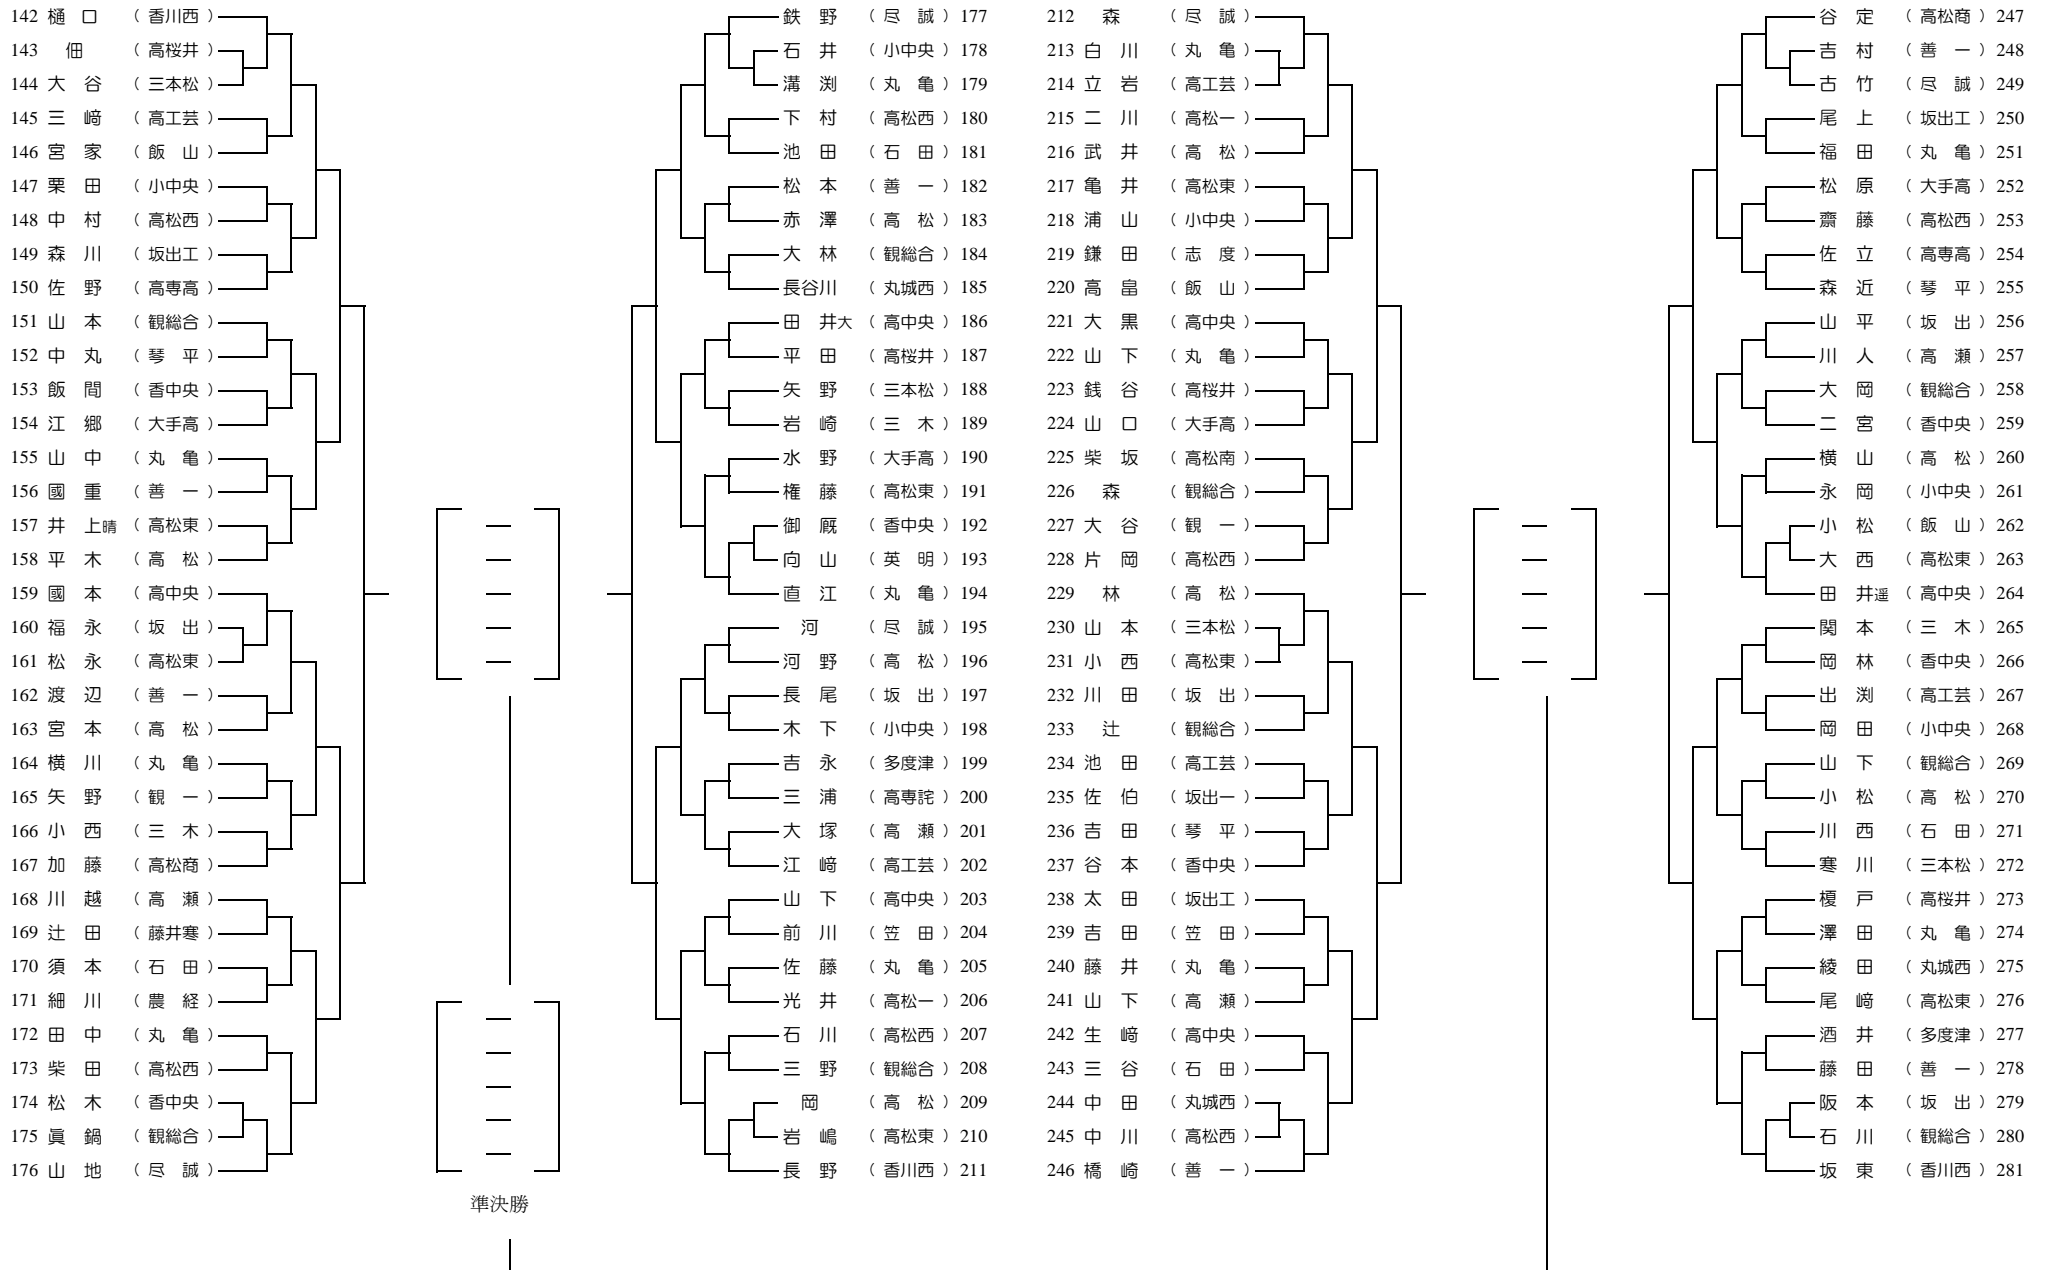 142 樋口 （香川西）
143 佃 （高桜井）
144 大谷 （三本松）
145 三﨑 （高工芸）
146 宮家 （飯山）
147 栗田 （小中央）
148 中村 （高松西）
149 森川 （坂出工）
150 佐野 （高専高）
151 山本 （観総合）
152 中丸 （琴平）
153 飯間 （香中央）
154 江郷 （大手高）
155 山中 （丸亀）
156 國重 （善一）
157 井上晴 （高松東）
158 平木 （高松）
159 國本 （高中央）
160 福永 （坂出）
161 松永 （高松東）
162 渡辺 （善一）
163 宮本 （高松）
164 横川 （丸亀）
165 矢野 （観一）
166 小西 （三木）
167 加藤 （高松商）
168 川越 （高瀬）
169 辻田 （藤井寒）
170 須本 （石田）
171 細川 （農経）
172 田中 （丸亀）
173 柴田 （高松西）
174 松木 （香中央）
175 眞鍋 （観総合）
176 山地 （尽誠）
準決勝
鉄野 （尽誠） 177
石井 （小中央） 178
溝渕 （丸亀） 179
下村 （高松西） 180
池田 （石田） 181
松本 （善一） 182
赤澤 （高松） 183
大林 （観総合） 184
長谷川 （丸城西） 185
田井大 （高中央） 186
平田 （高桜井） 187
矢野 （三本松） 188
岩崎 （三木） 189
水野 （大手高） 190
権藤 （高松東） 191
御厩 （香中央） 192
向山 （英明） 193
直江 （丸亀） 194
河 （尽誠） 195
河野 （高松） 196
長尾 （坂出） 197
木下 （小中央） 198
吉永 （多度津） 199
三浦 （高専詫） 200
大塚 （高瀬） 201
江﨑 （高工芸） 202
山下 （高中央） 203
前川 （笠田） 204
佐藤 （丸亀） 205
光井 （高松一） 206
石川 （高松西） 207
三野 （観総合） 208
岡 （高松） 209
岩嶋 （高松東） 210
長野 （香川西） 211
212 森 （尽誠）
213 白川 （丸亀）
214 立岩 （高工芸）
215 二川 （高松一）
216 武井 （高松）
217 亀井 （高松東）
218 浦山 （小中央）
219 鎌田 （志度）
220 高畠 （飯山）
221 大黒 （高中央）
222 山下 （丸亀）
223 銭谷 （高桜井）
224 山口 （大手高）
225 柴坂 （高松南）
226 森 （観総合）
227 大谷 （観一）
228 片岡 （高松西）
229 林 （高松）
230 山本 （三本松）
231 小西 （高松東）
232 川田 （坂出）
233 辻 （観総合）
234 池田 （高工芸）
235 佐伯 （坂出一）
236 吉田 （琴平）
237 谷本 （香中央）
238 太田 （坂出工）
239 吉田 （笠田）
240 藤井 （丸亀）
241 山下 （高瀬）
242 生﨑 （高中央）
243 三谷 （石田）
244 中田 （丸城西）
245 中川 （高松西）
246 橋崎 （善一）
谷定 （高松商） 247
吉村 （善一） 248
古竹 （尽誠） 249
尾上 （坂出工） 250
福田 （丸亀） 251
松原 （大手高） 252
齋藤 （高松西） 253
佐立 （高専高） 254
森近 （琴平） 255
山平 （坂出） 256
川人 （高瀬） 257
大岡 （観総合） 258
二宮 （香中央） 259
横山 （高松） 260
永岡 （小中央） 261
小松 （飯山） 262
大西 （高松東） 263
田井遥 （高中央） 264
関本 （三木） 265
岡林 （香中央） 266
出渕 （高工芸） 267
岡田 （小中央） 268
山下 （観総合） 269
小松 （高松） 270
川西 （石田） 271
寒川 （三本松） 272
榎戸 （高桜井） 273
澤田 （丸亀） 274
綾田 （丸城西） 275
尾﨑 （高松東） 276
酒井 （多度津） 277
藤田 （善一） 278
阪本 （坂出） 279
石川 （観総合） 280
坂東 （香川西） 281